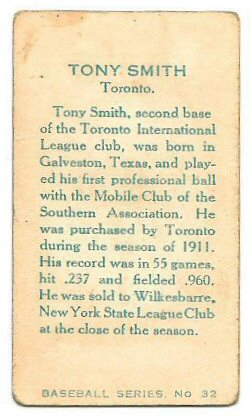 TONY SMITH
Toronto.
Tony Smith, second base
of the Toronto International
League club, was born in
Galveston, Texas, and play-
ed his first professional ball
with the Mobile Club of the
Southern Association. He
was purchased by Toronto
during the season of 1911.
His record was in 55 games,
hit .237 and fielded .960.
He was sold to Wilkesbarre,
New York State League Club
at the close of the season.
BASEBALL SERIES. No 32